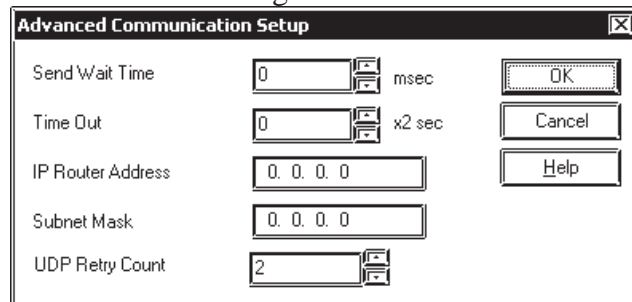 Advanced Communication Setup
Send Wait Time 0 msec OK
Time Out 0 x2 sec Cancel
IP Router Address 0. 0. 0. 0 Help
Subnet Mask 0. 0. 0. 0
UDP Retry Count 2